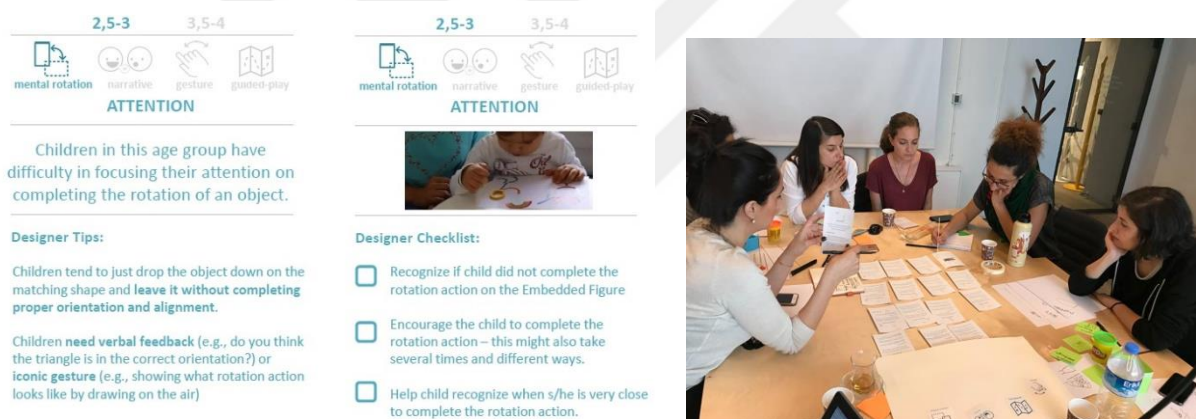 2,5-3 3,5-4
mental rotation narrative gesture guided-play
ATTENTION
Children in this age group have
difficulty in focusing their attention on
completing the rotation of an object.
Designer Tips:
Children tend to just drop the object down on the
matching shape and leave it without completing
proper orientation and alignment.
Children need verbal feedback (e.g., do you think
the triangle is in the correct orientation?) or
iconic gesture (e.g., showing what rotation action
looks like by drawing on the air)
2,5-3 3,5-4
mental rotation narrative gesture guided-play
ATTENTION
Designer Checklist:
Recognize if child did not complete the
rotation action on the Embedded Figure
Encourage the child to complete the
rotation action – this might also take
several times and different ways.
Help child recognize when s/he is very close
to complete the rotation action.